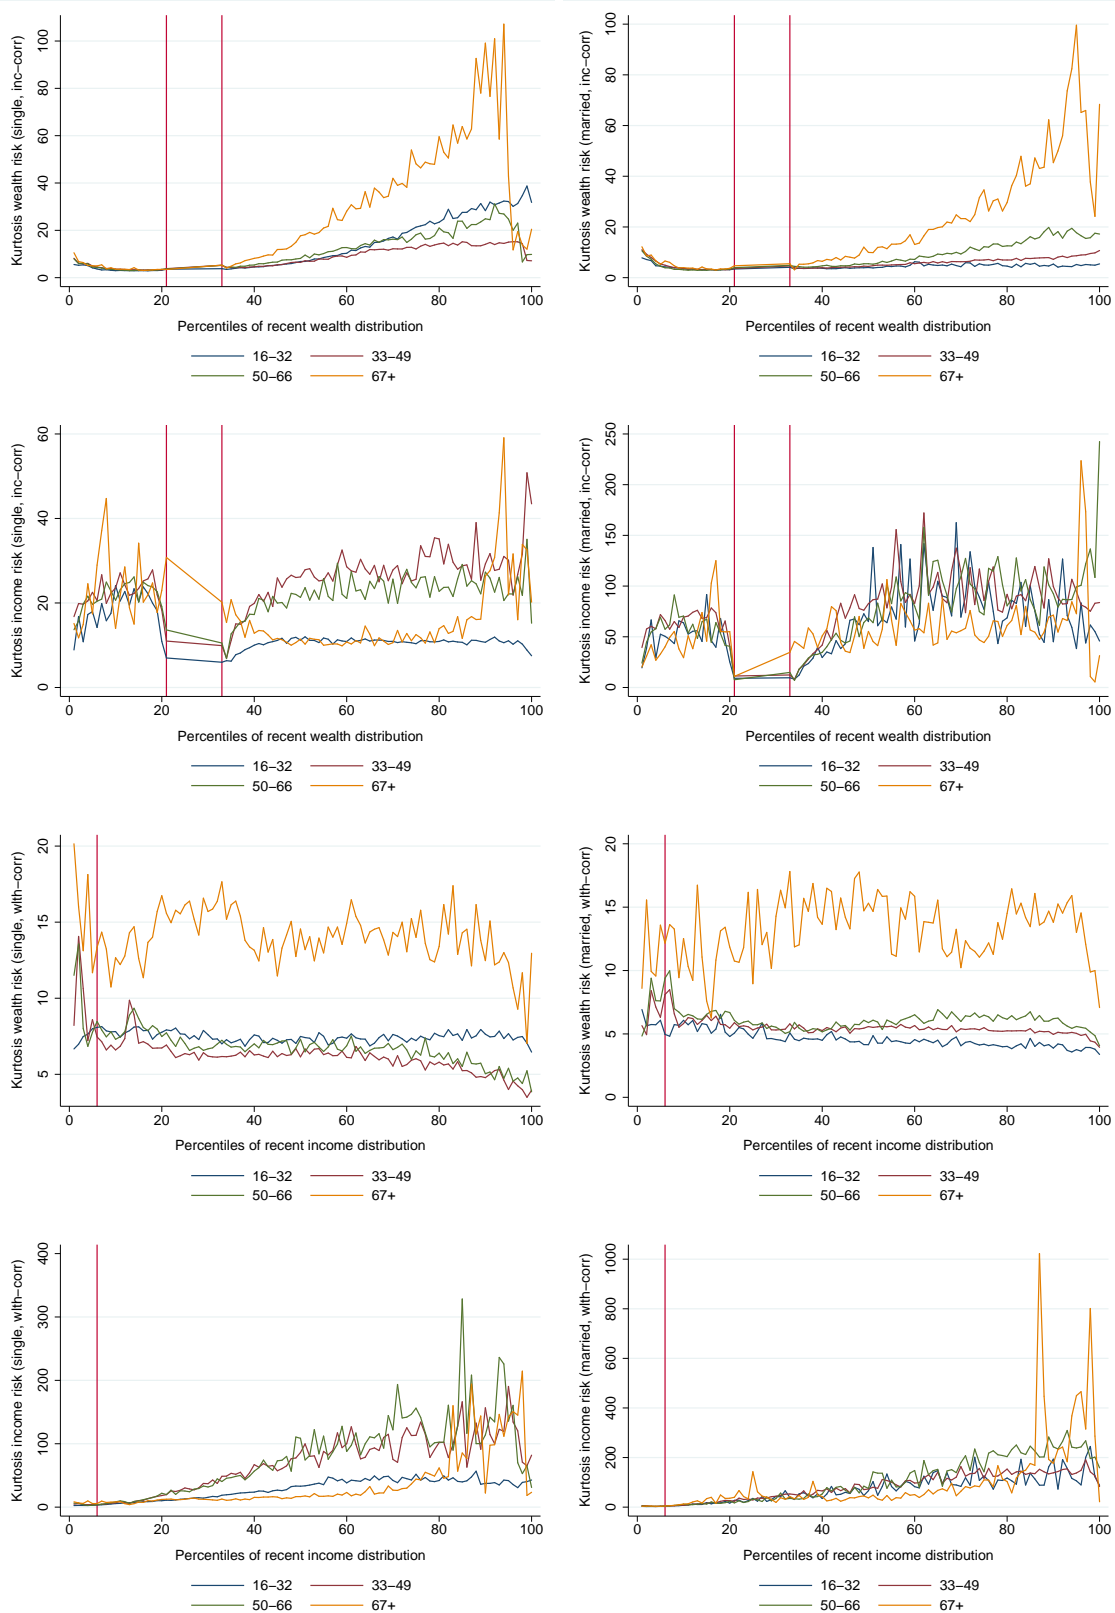 Kurtosis wealth risk (single, inc−corr)
0 20 40 60 80 100
0 20 40 60 80 100
Percentiles of recent wealth distribution
16−32 33−49
50−66 67+
Kurtosis wealth risk (married, inc−corr)
0 20 40 60 80 100
0 20 40 60 80 100
Percentiles of recent wealth distribution
16−32 33−49
50−66 67+
Kurtosis income risk (single, inc−corr)
0 20 40 60
0 20 40 60 80 100
Percentiles of recent wealth distribution
16−32 33−49
50−66 67+
Kurtosis income risk (married, inc−corr)
0 50 100 150 200 250
0 20 40 60 80 100
Percentiles of recent wealth distribution
16−32 33−49
50−66 67+
Kurtosis wealth risk (single, wlth−corr)
5 10 15 20
0 20 40 60 80 100
Percentiles of recent income distribution
16−32 33−49
50−66 67+
Kurtosis wealth risk (married, wlth−corr)
0 5 10 15 20
0 20 40 60 80 100
Percentiles of recent income distribution
16−32 33−49
50−66 67+
Kurtosis income risk (single, wlth−corr)
0 100 200 300 400
0 20 40 60 80 100
Percentiles of recent income distribution
16−32 33−49
50−66 67+
Kurtosis income risk (married, wlth−corr)
0 200 400 600 800 1000
0 20 40 60 80 100
Percentiles of recent income distribution
16−32 33−49
50−66 67+